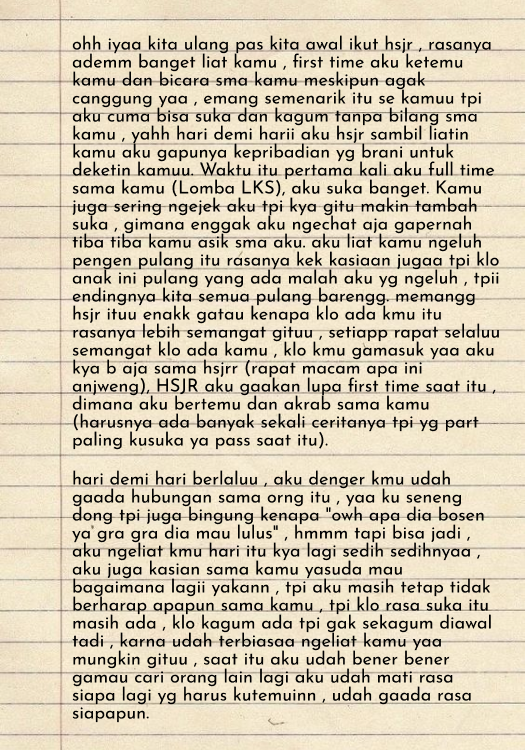 ohh iyaa kita ulang pas kita awal ikut hsjr , rasanya
ademm banget liat kamu , first time aku ketemu
kamu dan bicara sma kamu meskipun agak
canggung yaa , emang semenarik itu se kamuu tpi
aku cuma bisa suka dan kagum tanpa bilang sma
kamu , yahh hari demi harii aku hsjr sambil liatin
kamu aku gapunya kepribadian yg brani untuk
deketin kamuu. Waktu itu pertama kali aku full time
sama kamu (Lomba LKS), aku suka banget. Kamu
juga sering ngejek aku tpi kya gitu makin tambah
suka , gimana enggak aku ngechat aja gapernah
tiba tiba kamu asik sma aku. aku liat kamu ngeluh
pengen pulang itu rasanya kek kasiaan jugaa tpi klo
anak ini pulang yang ada malah aku yg ngeluh , tpii
endingnya kita semua pulang barengg. memangg
hsjr ituu enakk gatau kenapa klo ada kmu itu
rasanya lebih semangat gituu , setiapp rapat selaluu
semangat klo ada kamu , klo kmu gamasuk yaa aku
kya b aja sama hsjrr (rapat macam apa ini
anjweng), HSJR aku gaakan lupa first time saat itu ,
dimana aku bertemu dan akrab sama kamu
(harusnya ada banyak sekali ceritanya tpi yg part
paling kusuka ya pass saat itu).
hari demi hari berlaluu , aku denger kmu udah
gaada hubungan sama orng itu , yaa ku seneng
dong tpi juga bingung kenapa "owh apa dia bosen
ya gra gra dia mau lulus" , hmmm tapi bisa jadi ,
aku ngeliat kmu hari itu kya lagi sedih sedihnyaa ,
aku juga kasian sama kamu yasuda mau
bagaimana lagii yakann , tpi aku masih tetap tidak
berharap apapun sama kamu , tpi klo rasa suka itu
masih ada , klo kagum ada tpi gak sekagum diawal
tadi , karna udah terbiasaa ngeliat kamu yaa
mungkin gituu , saat itu aku udah bener bener
gamau cari orang lain lagi aku udah mati rasa
siapa lagi yg harus kutemuinn , udah gaada rasa
siapapun.